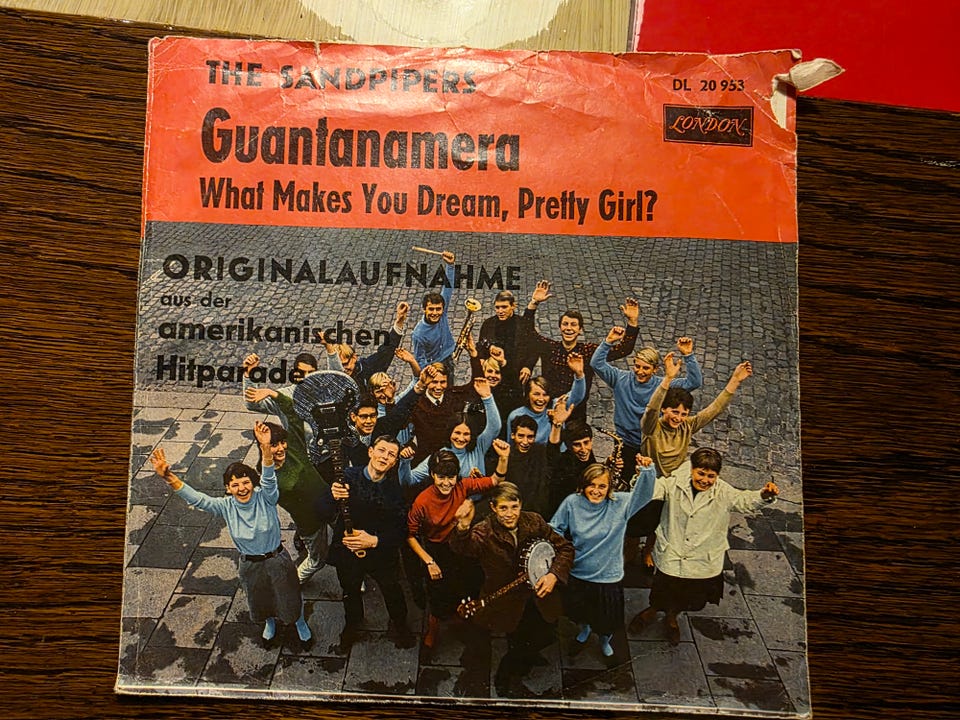 THE SANDPIPERS
DL 20 953
LONDON
Guantanamera
What Makes You Dream, Pretty Girl?
ORIGINALAUFNAHME
aus der
amerikanischen
Hitparade